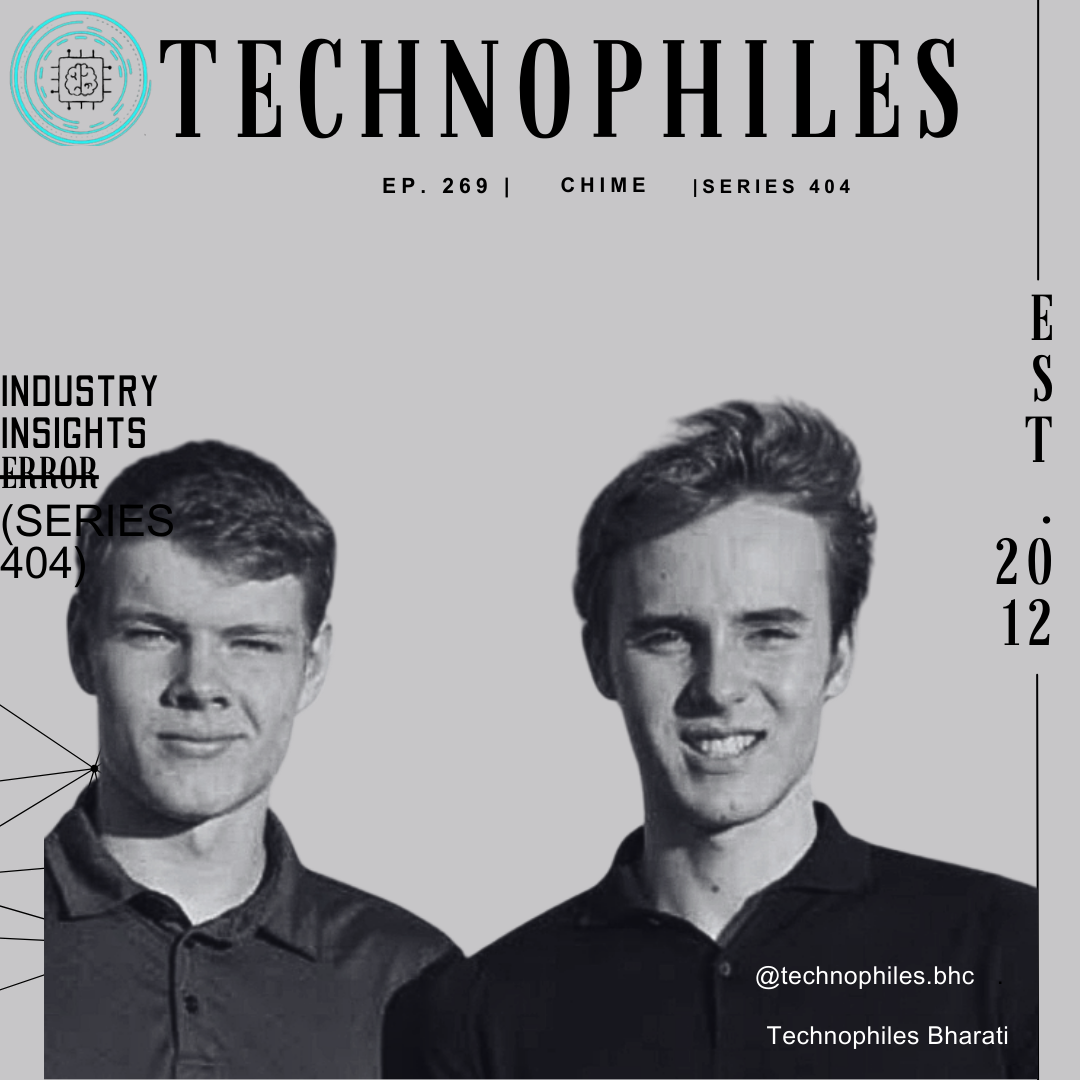 TECHNOPHILES
EP. 269 | CHIME |SERIES 404
INDUSTRY
INSIGHTS
ERROR
(SERIES
404)
E
S
T
.
20
12
@technophiles.bhc
Technophiles Bharati